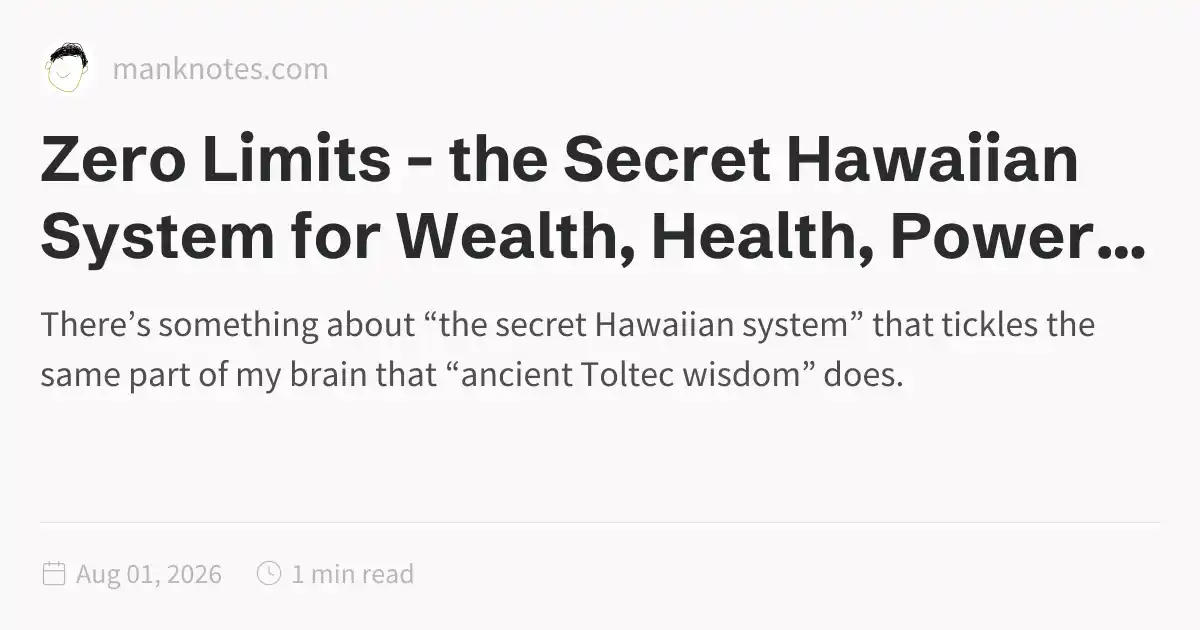 manknotes.com
Zero Limits - the Secret Hawaiian
System for Wealth, Health, Power...
There’s something about “the secret Hawaiian system” that tickles the
same part of my brain that “ancient Toltec wisdom” does.
Aug 01, 2026 1 min read